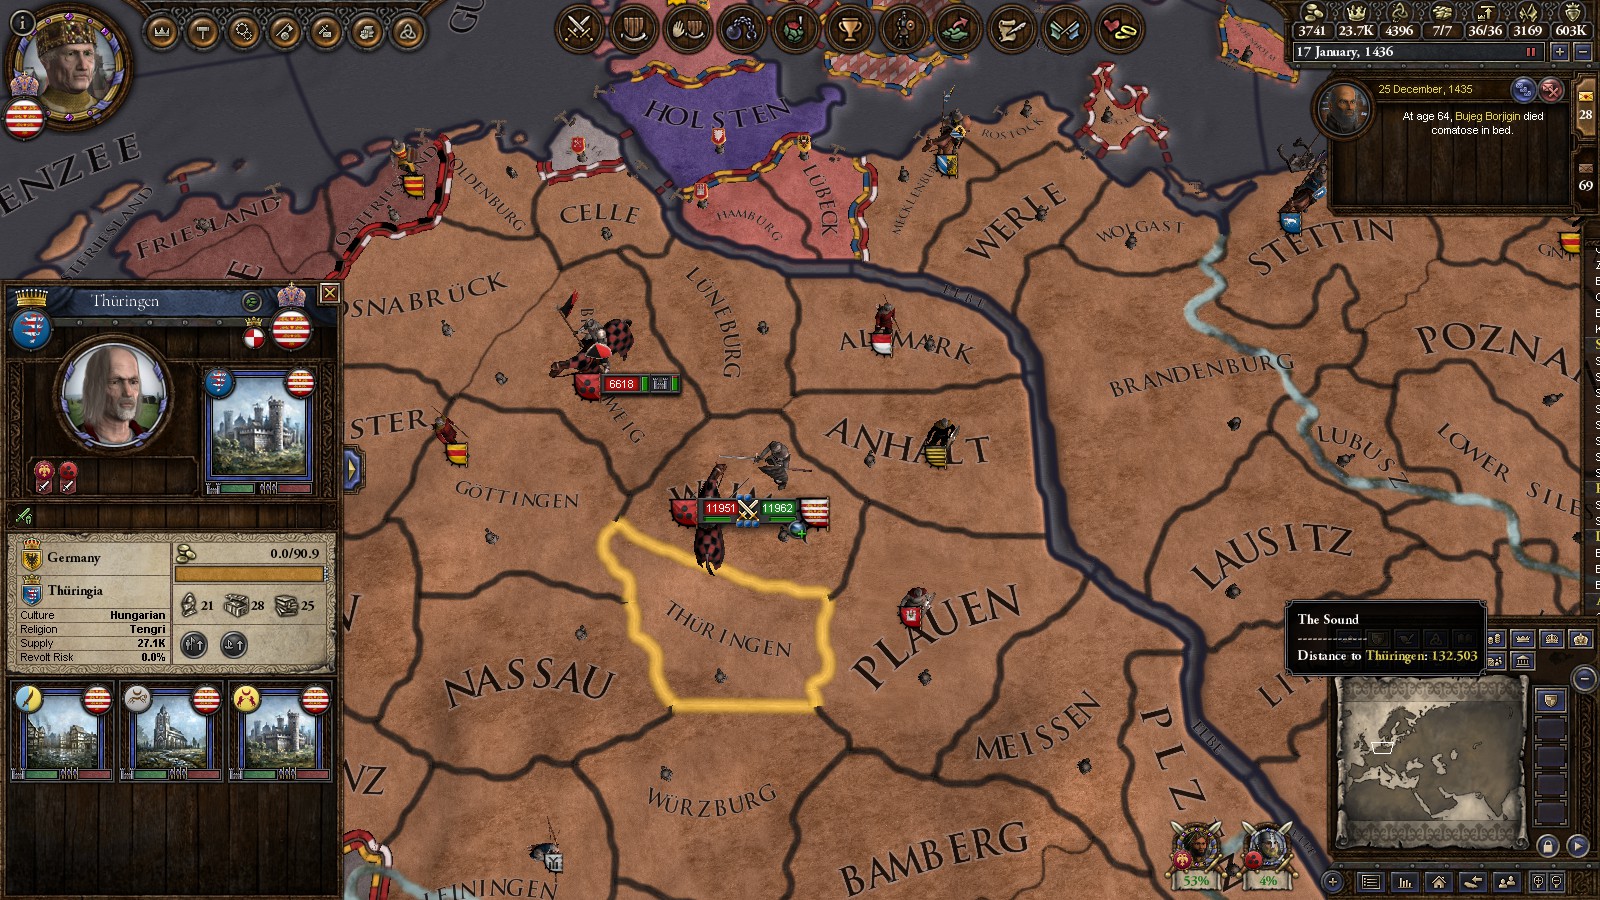 3741 23.7K 4396 7/7 36/36 3169 603K
17 January, 1436
25 December, 1435
At age 64, Bujeg Borjigin died
comatose in bed.
28
69
HOLSTEN
LÜBECK
HAMBURG
MECKLENBURG
ROSTOCK
WERLE
WOLGAST
STETTIN
FRIESLAND
OLDENBURG
CELLE
OSNABRÜCK
LÜNEBURG
ALTMARK
BRANDENBURG
POZNA
LUBUSZ
LOWER SILES
ANHALT
GÖTTINGEN
LAUSITZ
PLAUEN
THÜRINGEN
NASSAU
MEISSEN
WÜRZBURG
BAMBERG
LEININGEN
PLZ
ELBE
ELBE
6618
11951 11962
Thüringen
Germany
Thüringia
0.0/90.9
21 28 25
Culture Hungarian
Religion Tengri
Supply 27.1K
Revolt Risk 0.0%
The Sound
Distance to Thüringen: 132.503
53% 4%